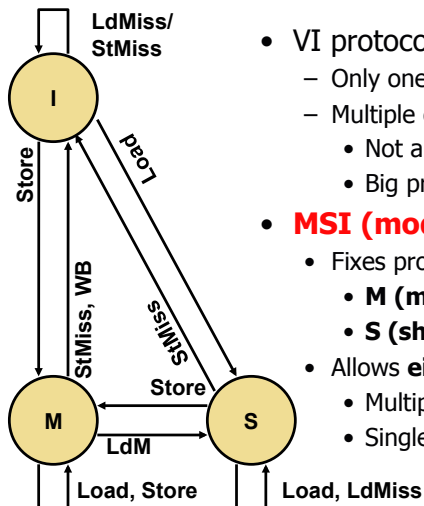 LdMiss/
StMiss
I
Store
Load
StMiss, WB
StMiss
Store
M
S
LdM
Load, Store
Load, LdMiss
• VI protoco
– Only one
– Multiple
• Not a
• Big pr
• MSI (mod
• Fixes pro
• M (m
• S (sh
• Allows ei
• Multip
• Single